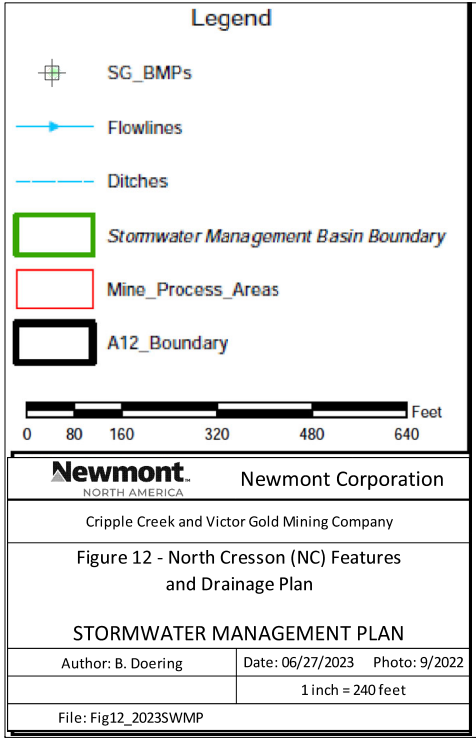 Legend
SG_BMPs
Flowlines
Ditches
Stormwater Management Basin Boundary
Mine_Process_Areas
A12_Boundary
Feet
0 80 160 320 480 640
Newmont™ Newmont Corporation
NORTH AMERICA
Cripple Creek and Victor Gold Mining Company
Figure 12 - North Cresson (NC) Features
and Drainage Plan
STORMWATER MANAGEMENT PLAN
Author: B. Doering Date: 06/27/2023 Photo: 9/2022
1 inch = 240 feet
File: Fig12_2023SWMP